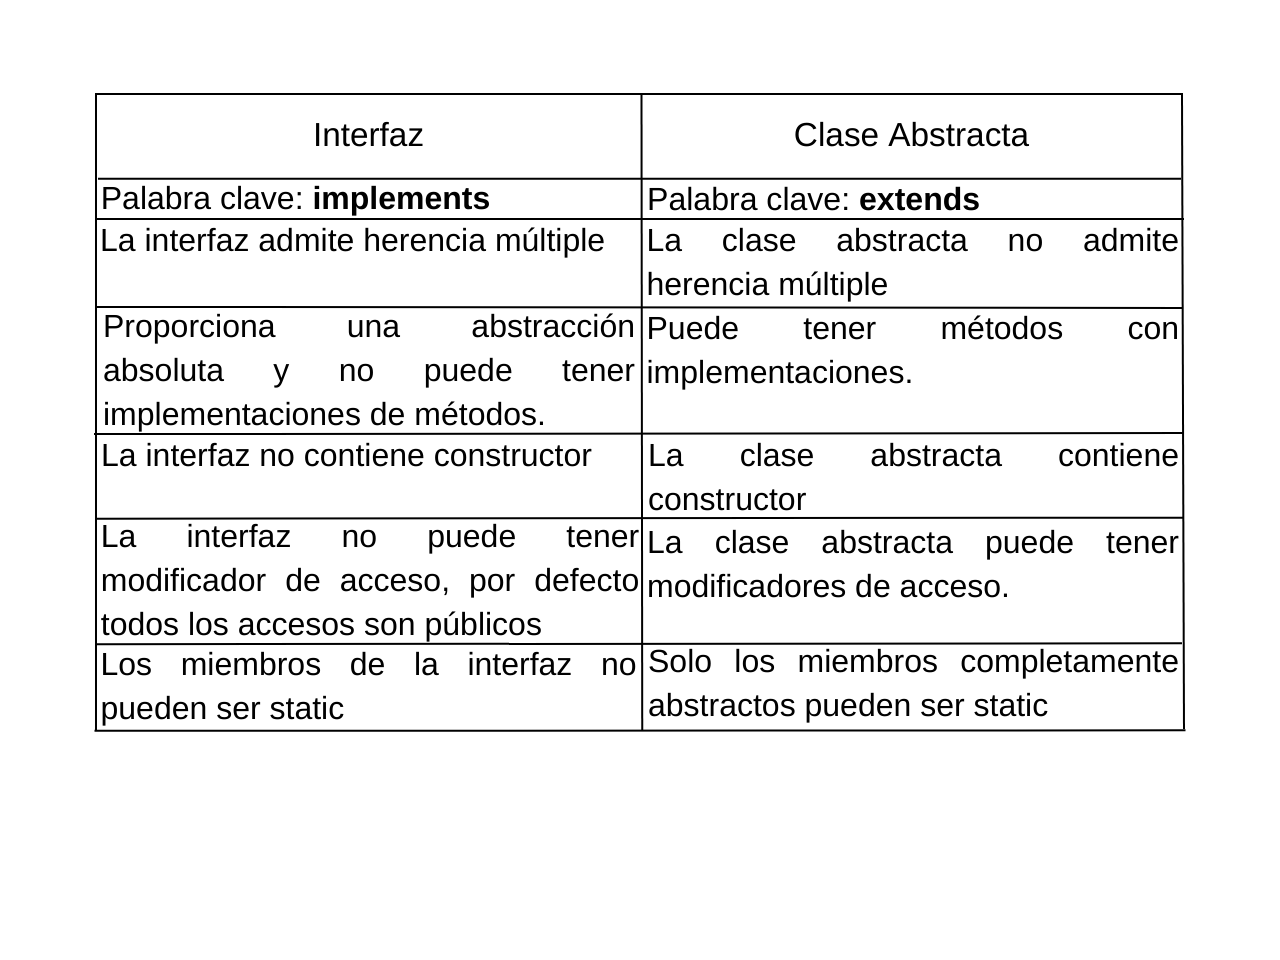 Interfaz
Clase Abstracta
Palabra clave: implements
Palabra clave: extends
La interfaz admite herencia múltiple
La clase abstracta no admite
herencia múltiple
Proporciona una abstracción
absoluta y no puede tener
implementaciones de métodos.
Puede tener métodos con
implementaciones.
La interfaz no contiene constructor
La clase abstracta contiene
constructor
La interfaz no puede tener
modificador de acceso, por defecto
todos los accesos son públicos
La clase abstracta puede tener
modificadores de acceso.
Los miembros de la interfaz no
pueden ser static
Solo los miembros completamente
abstractos pueden ser static